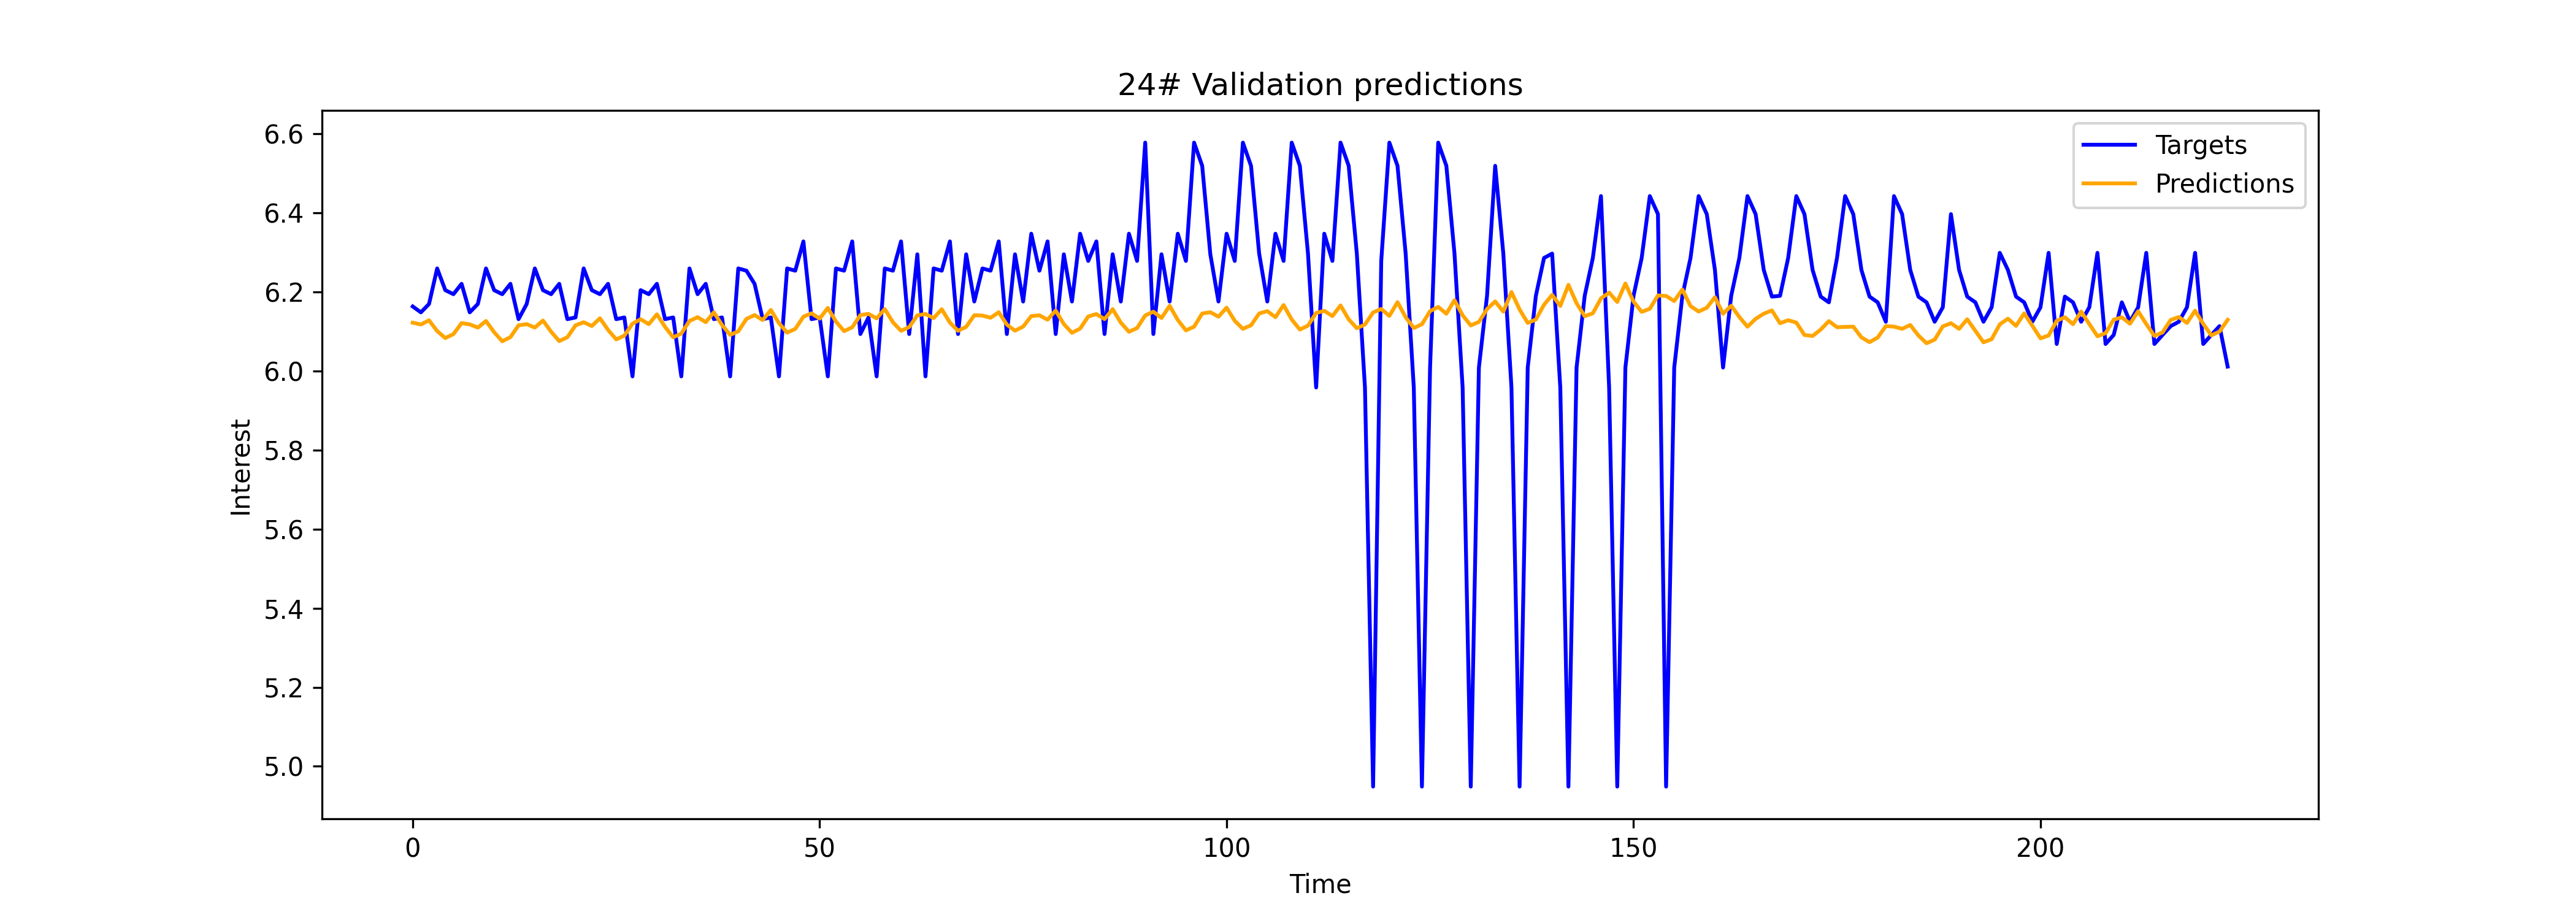 24# Validation predictions
Targets
Predictions
6.6
6.4
6.2
6.0
5.8
5.6
5.4
5.2
5.0
Interest
0 50 100 150 200
Time